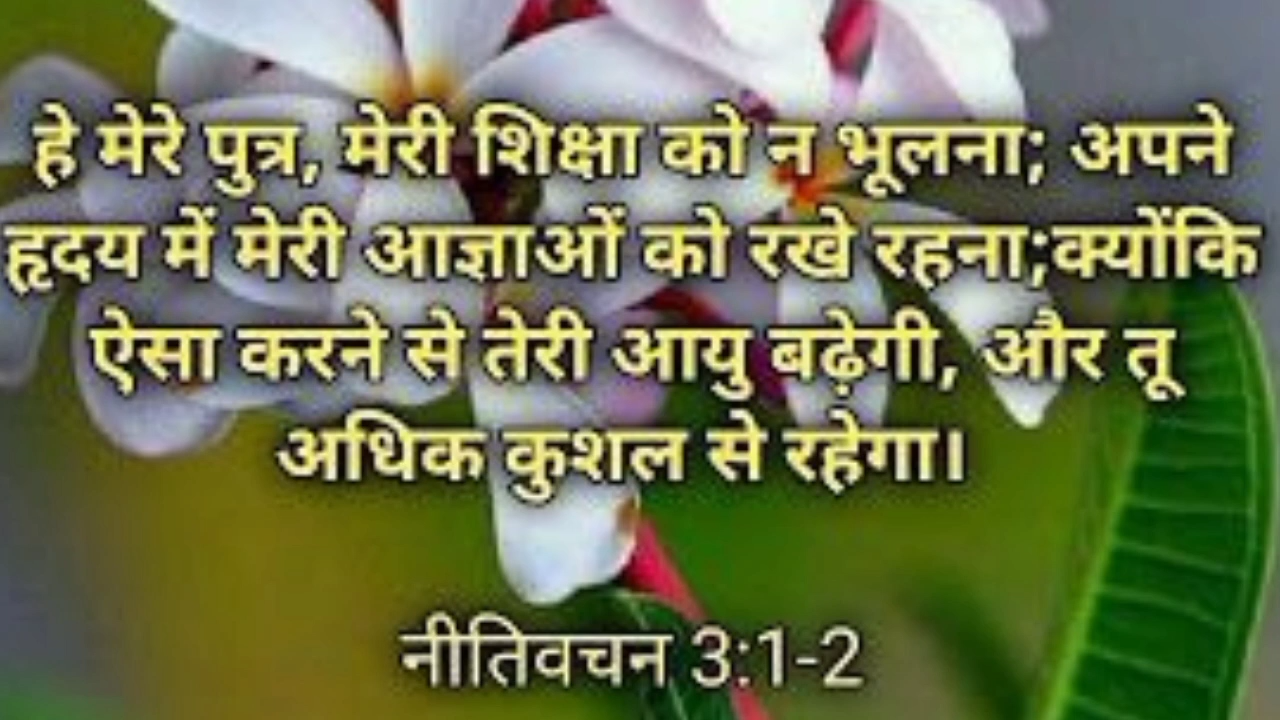 हे मेरे पुत्र, मेरी शिक्षा को न भूलना; अपने
हृदय में मेरी आज्ञाओं को रखे रहना;क्योंकि
ऐसा करने से तेरी आयु बढ़ेगी, और तू
अधिक कुशल से रहेगा।
नीतिवचन 3:1-2